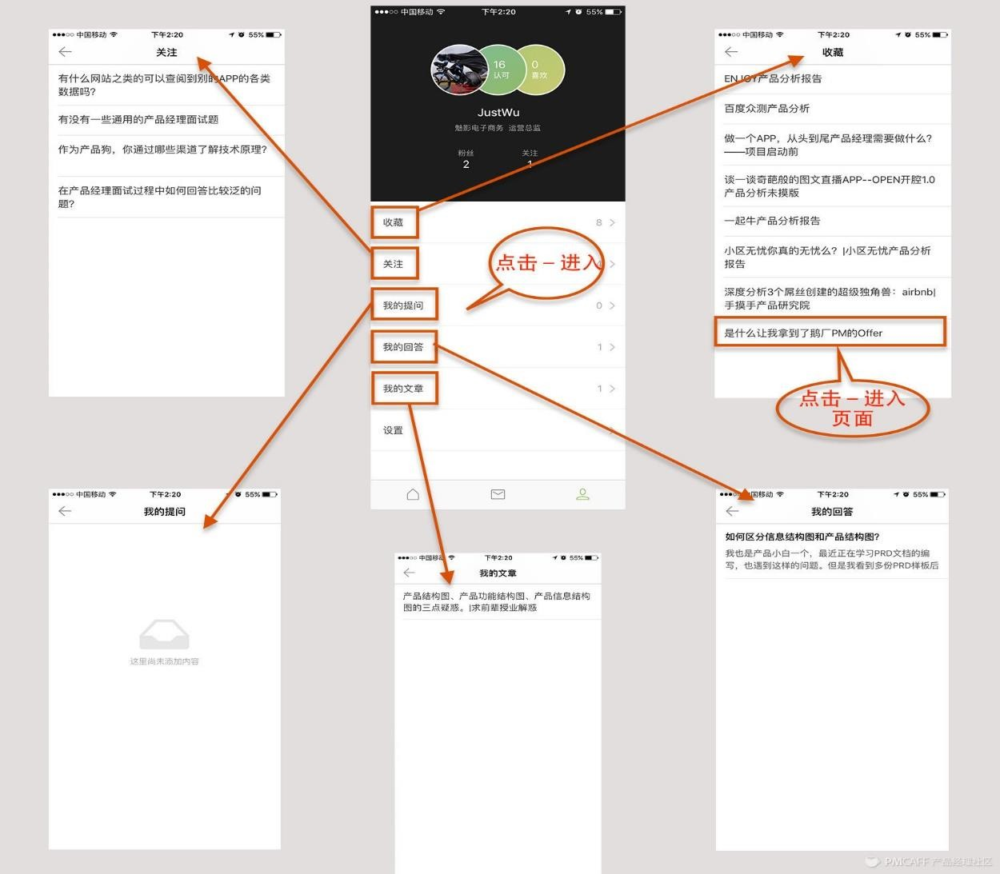 中国移动
下午2:20
55%
关注
有什么网站之类的可以查阅到别的APP的各类
数据吗?
有没有一些通用的产品经理面试题
作为产品狗，你通过哪些渠道了解技术原理?
在产品经理面试过程中如何回答比较泛的问
题?
中国移动
下午2:20
55%
16
认可
0
喜欢
JustWu
魅影电子商务 运营总监
粉丝
2
关注
1
收藏
8
关注
4
我的提问
0
我的回答
1
我的文章
1
设置
点击－进入
中国移动
下午2:20
55%
收藏
ENJOY产品分析报告
百度众测产品分析
做一个APP，从头到尾产品经理需要做什么?
——项目启动前
谈一谈奇葩般的图文直播APP--OPEN开腔1.0
产品分析未摸版
一起牛产品分析报告
小区无忧你真的无忧么？|小区无忧产品分析
报告
深度分析3个屌丝创建的超级独角兽：airbnb|
手摸手产品研究院
是什么让我拿到了鹅厂PM的Offer
点击－进入
页面
中国移动
下午2:20
55%
我的提问
这里尚未添加内容
中国移动
下午2:20
55%
我的文章
产品结构图、产品功能结构图、产品信息结构
图的三点疑惑。|求前辈授业解惑
国移动
下午2:20
55%
我的回答
如何区分信息结构图和产品结构图?
我也是产品小白一个，最近正在学习PRD文档的编
写，也遇到这样的问题。但是我看到多份PRD样板后
PMCAFF 产品经理社区